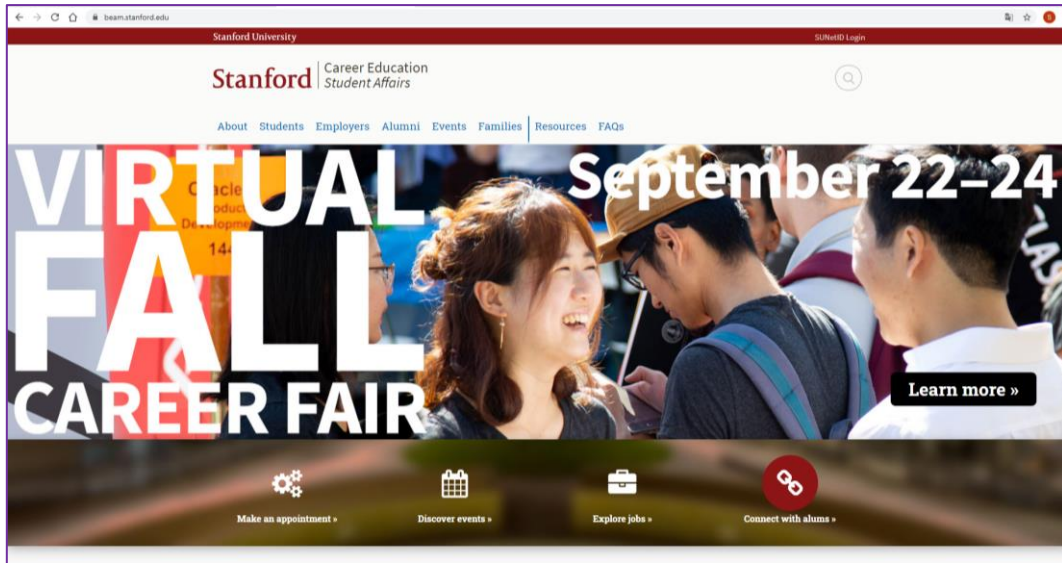 beam.stanford.edu
S
Stanford University
SUNetID Login
Stanford
Career Education
Student Affairs
About Students Employers Alumni Events Families Resources FAQs
VIRTUAL
FALL
CAREER FAIR
September 22–24
144
Learn more »
Make an appointment »
Discover events »
Explore jobs »
Connect with alums »